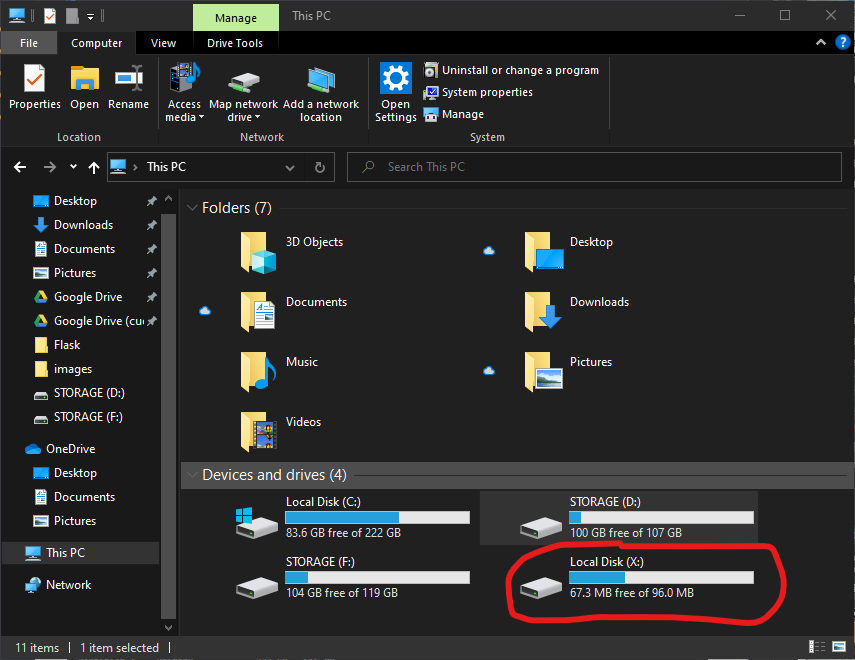 Manage
This PC
File
Computer
View
Drive Tools
Properties
Open
Rename
Access media
Map network drive
Add a network location
Open Settings
Uninstall or change a program
System properties
Manage
Location
Network
System
This PC
Search This PC
Desktop
Downloads
Documents
Pictures
Google Drive
Google Drive (cu
Flask
images
STORAGE (D:)
STORAGE (F:)
OneDrive
Desktop
Documents
Pictures
This PC
Network
Folders (7)
3D Objects
Desktop
Documents
Downloads
Music
Pictures
Videos
Devices and drives (4)
Local Disk (C:)
83.6 GB free of 222 GB
STORAGE (D:)
100 GB free of 107 GB
STORAGE (F:)
104 GB free of 119 GB
Local Disk (X:)
67.3 MB free of 96.0 MB
11 items
1 item selected